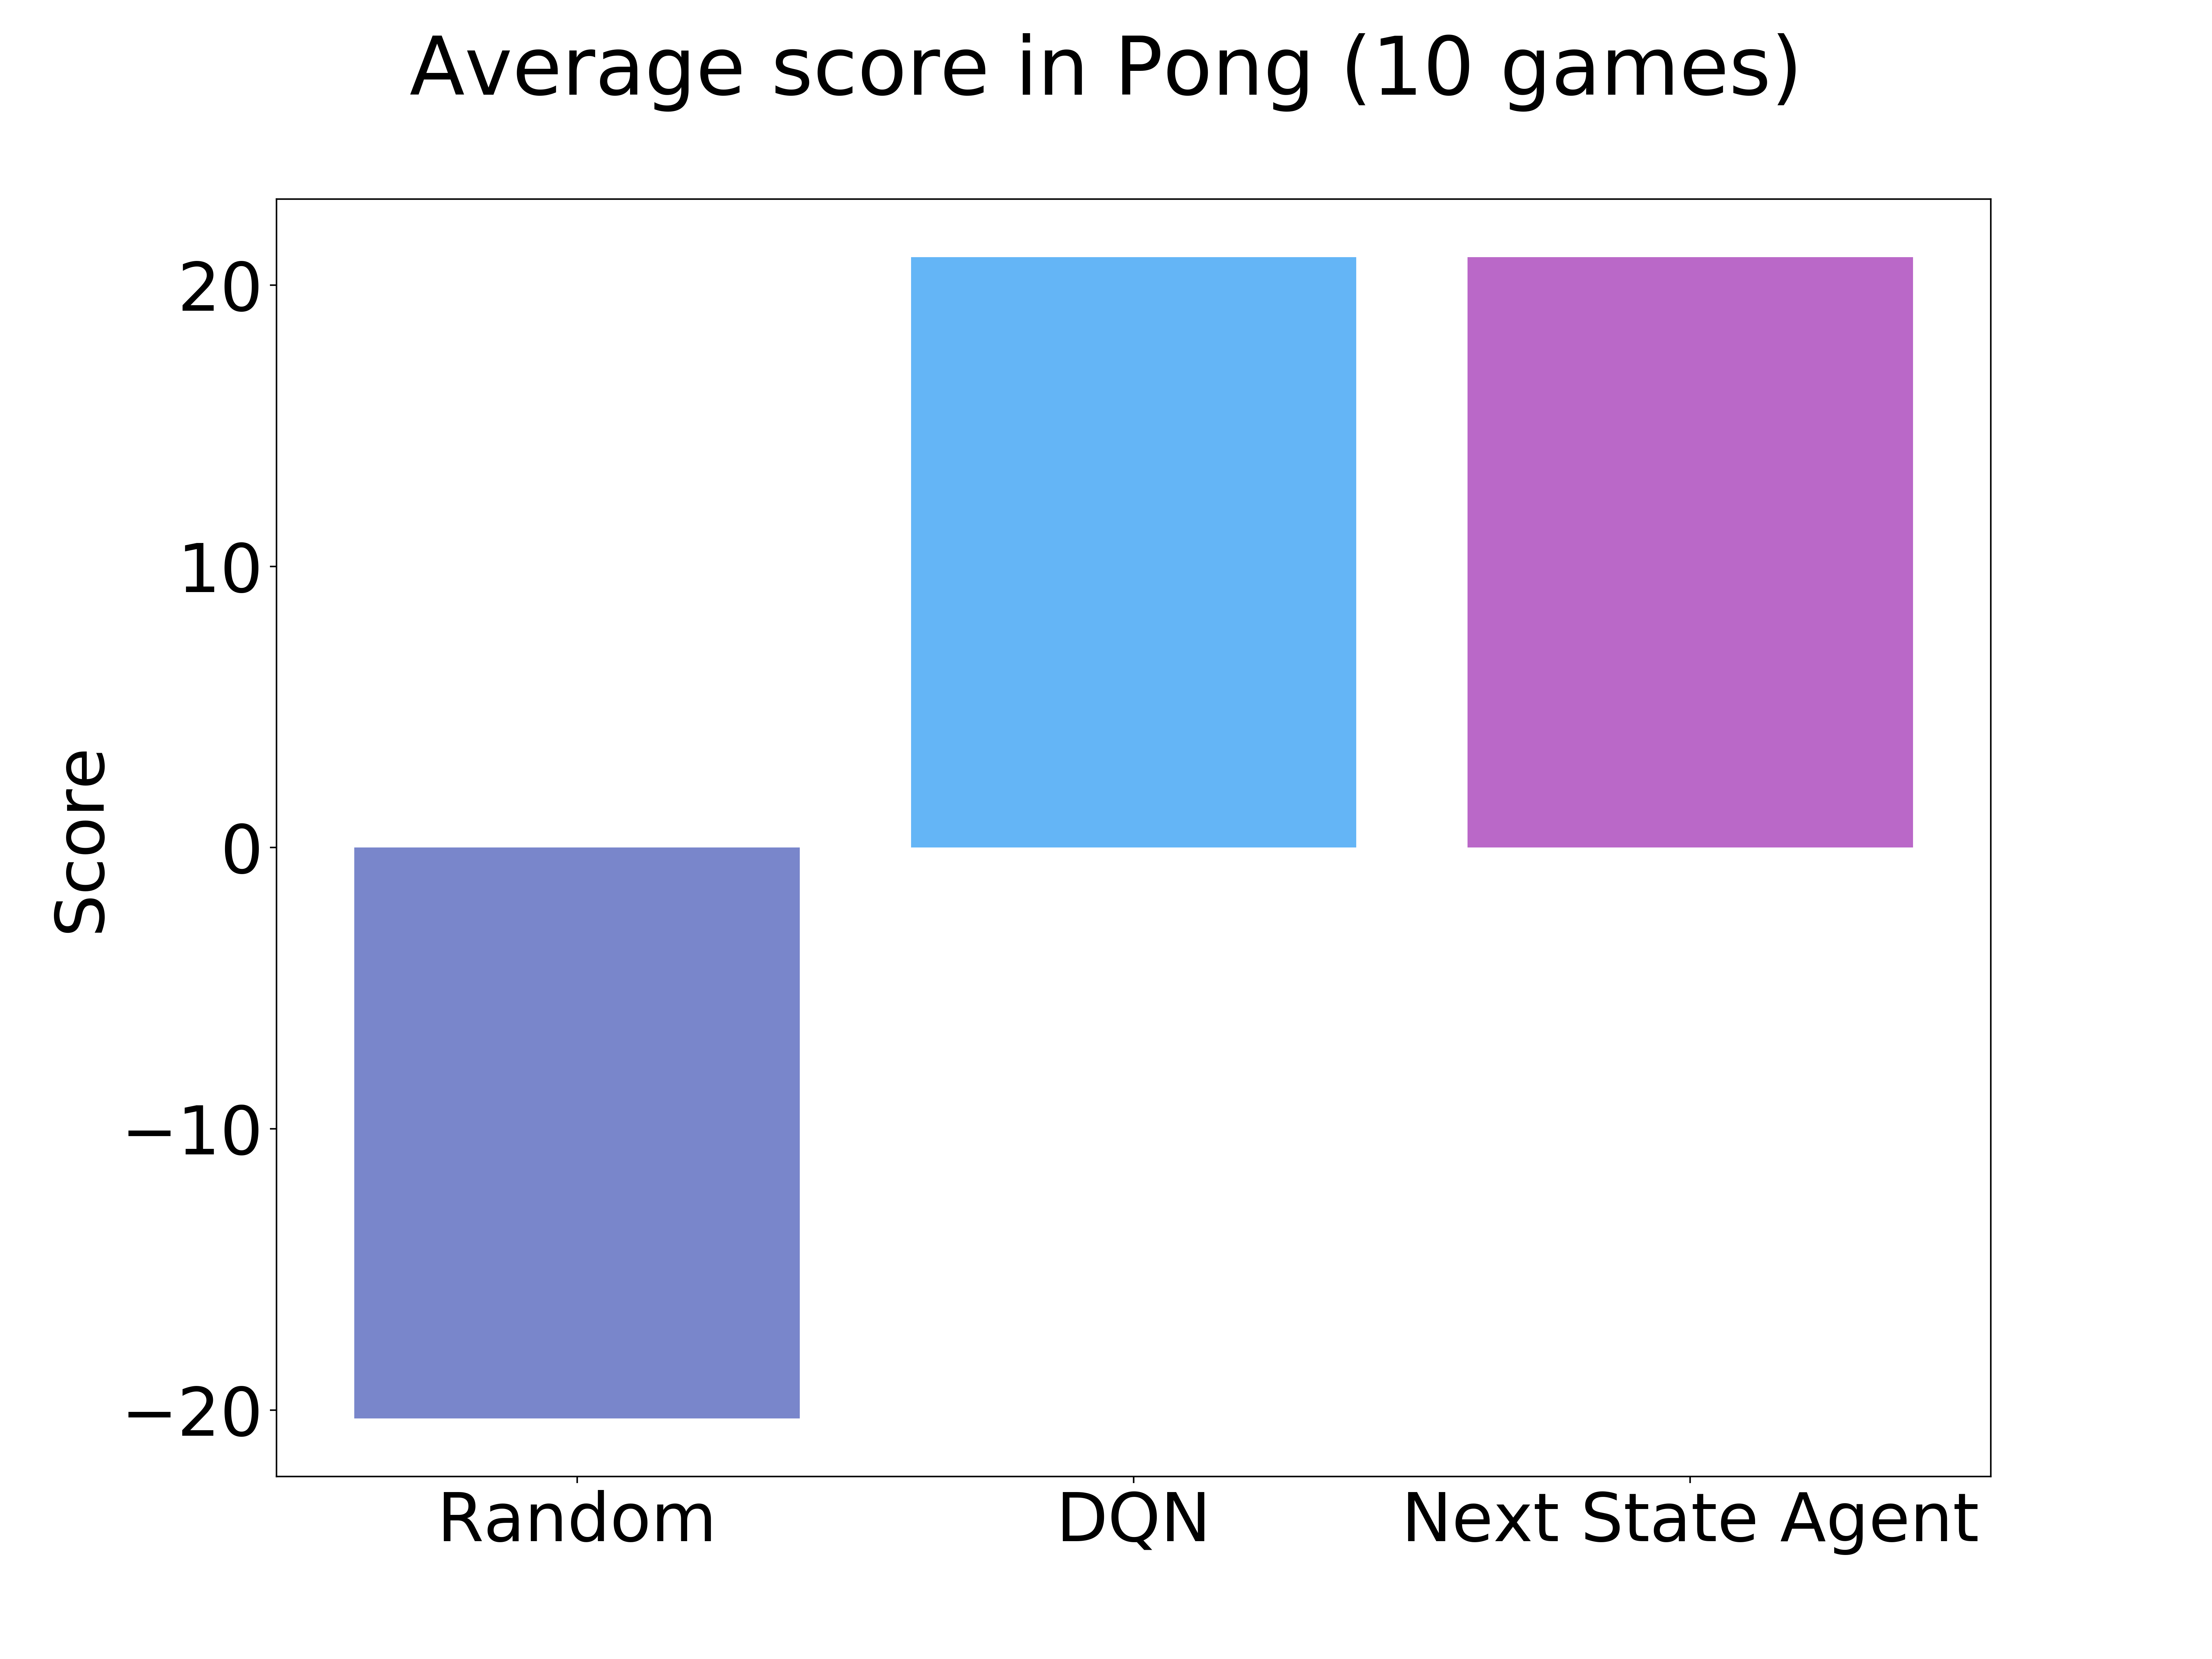 Average score in Pong (10 games)
Score
20
10
0
−10
−20
Random
DQN
Next State Agent